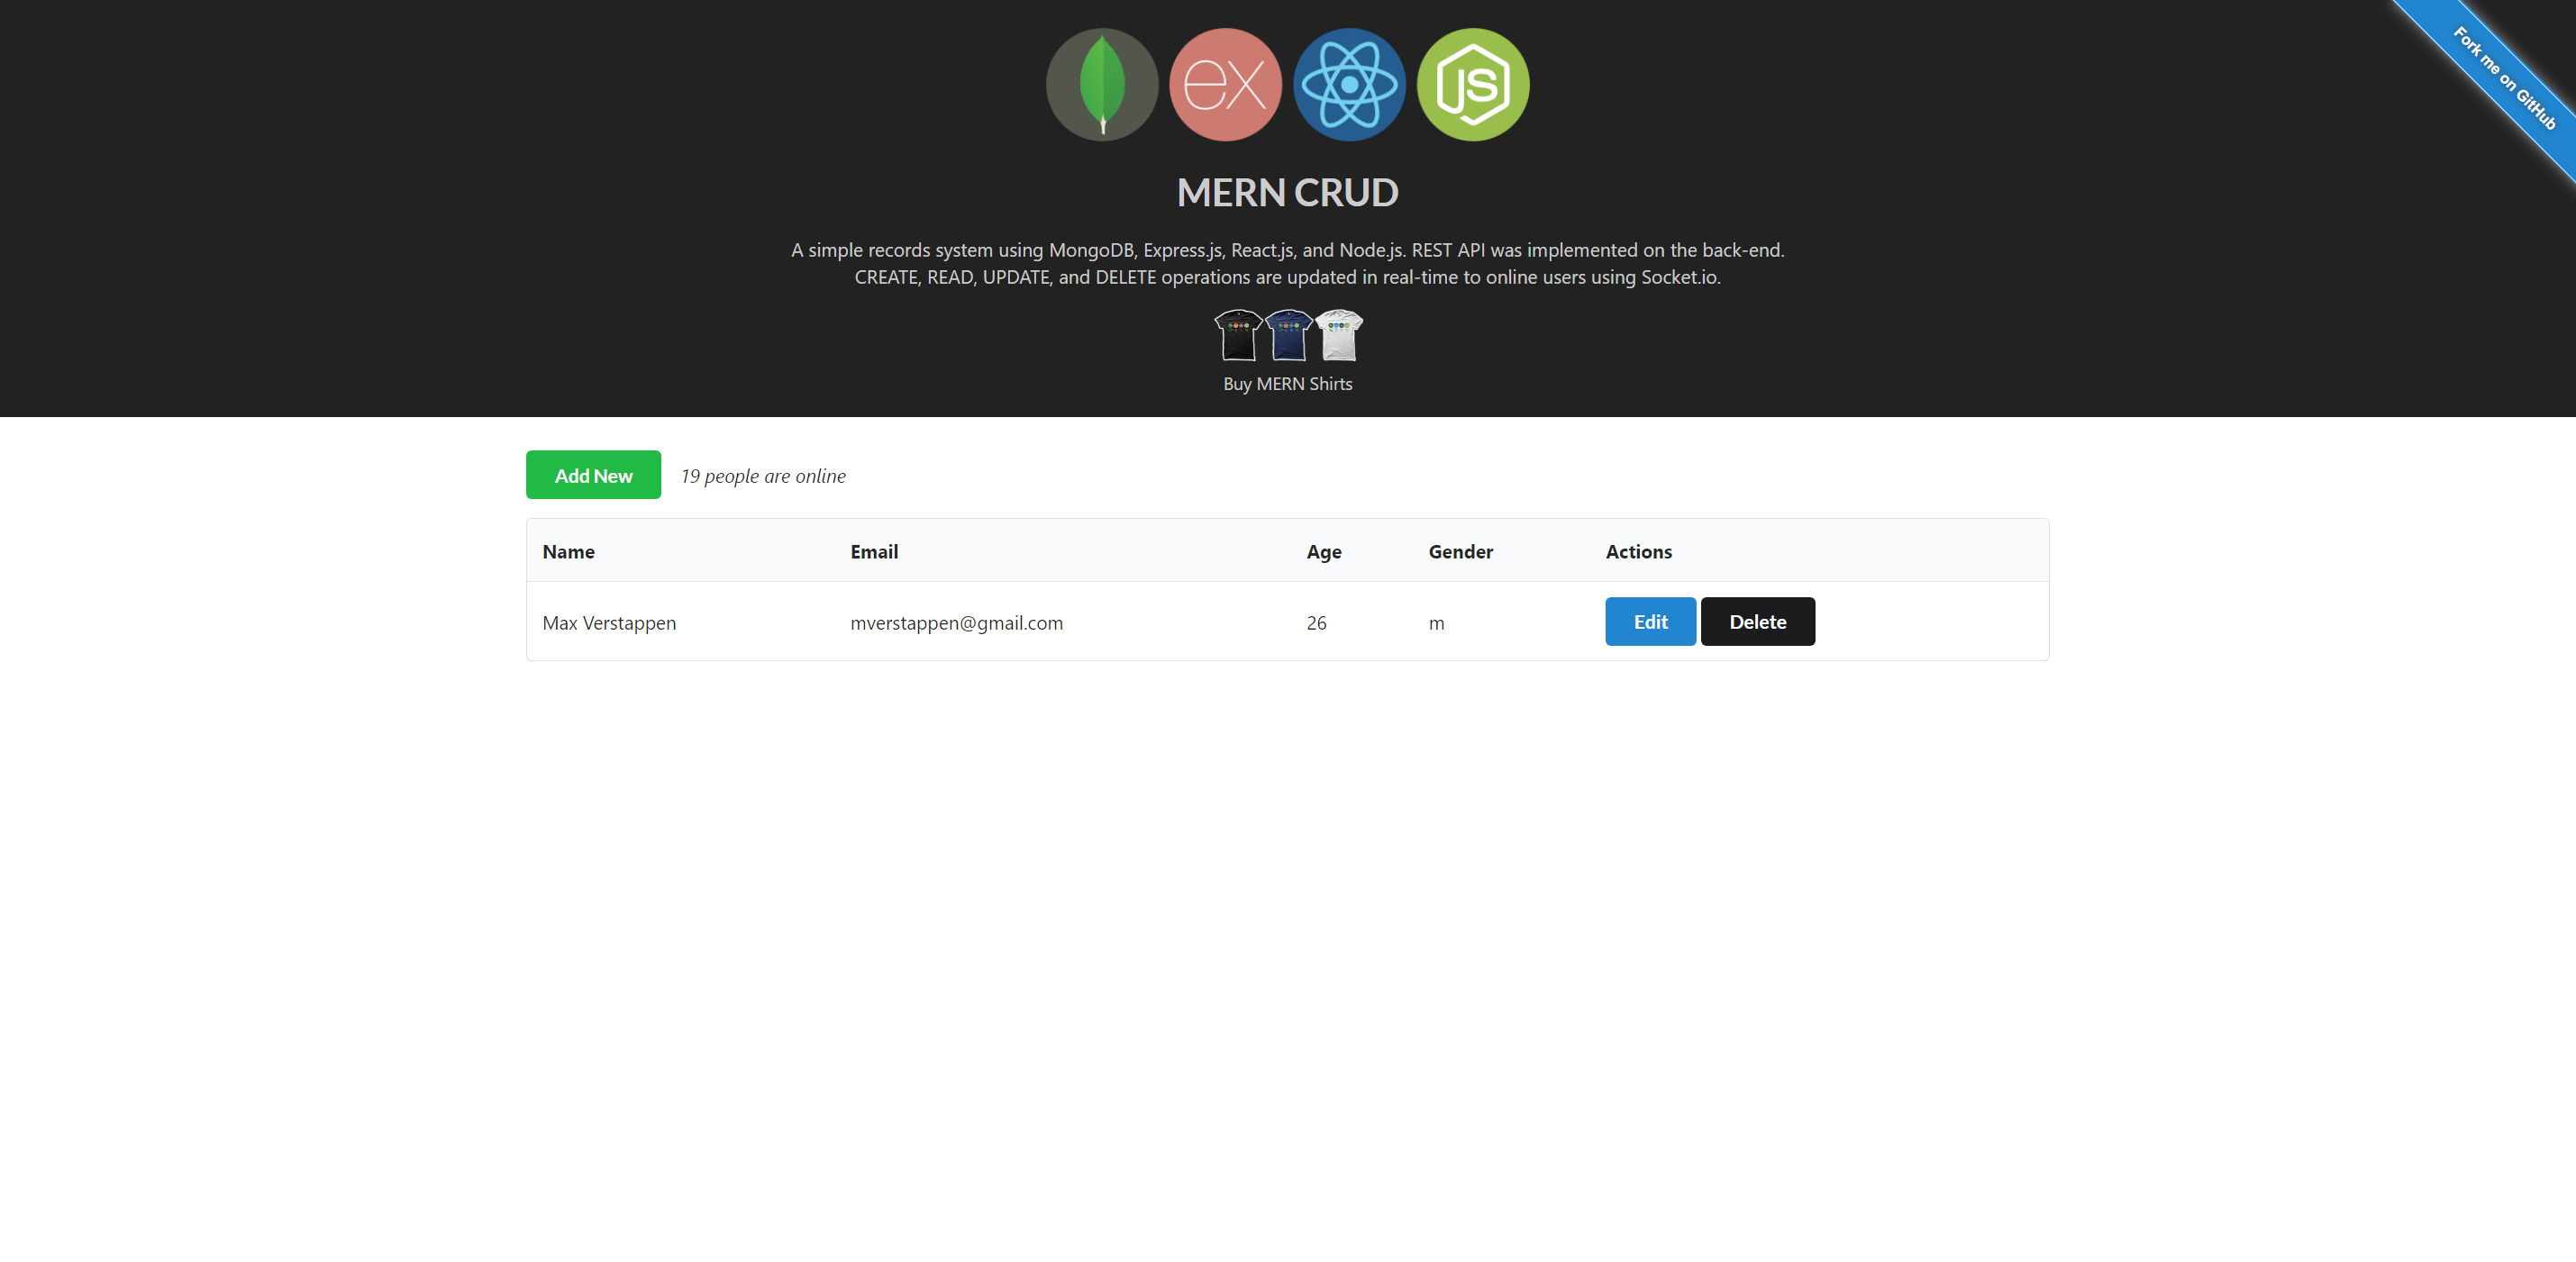 Fork me on GitHub
ex
JS
MERN CRUD
A simple records system using MongoDB, Express.js, React.js, and Node.js. REST API was implemented on the back-end.
CREATE, READ, UPDATE, and DELETE operations are updated in real-time to online users using Socket.io.
Buy MERN Shirts
Add New 19 people are online
Name Email Age Gender Actions
Max Verstappen mverstappen@gmail.com 26 m Edit Delete